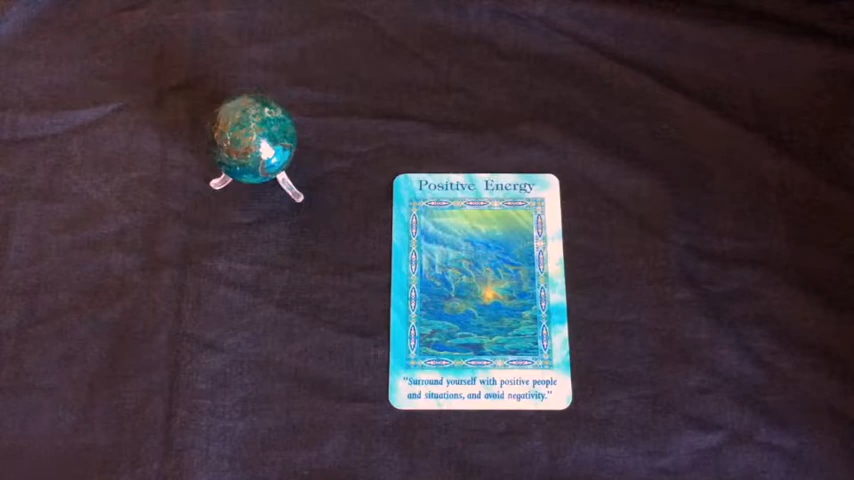 Positive Energy
"Surround yourself with positive people
and situations, and avoid negativity."